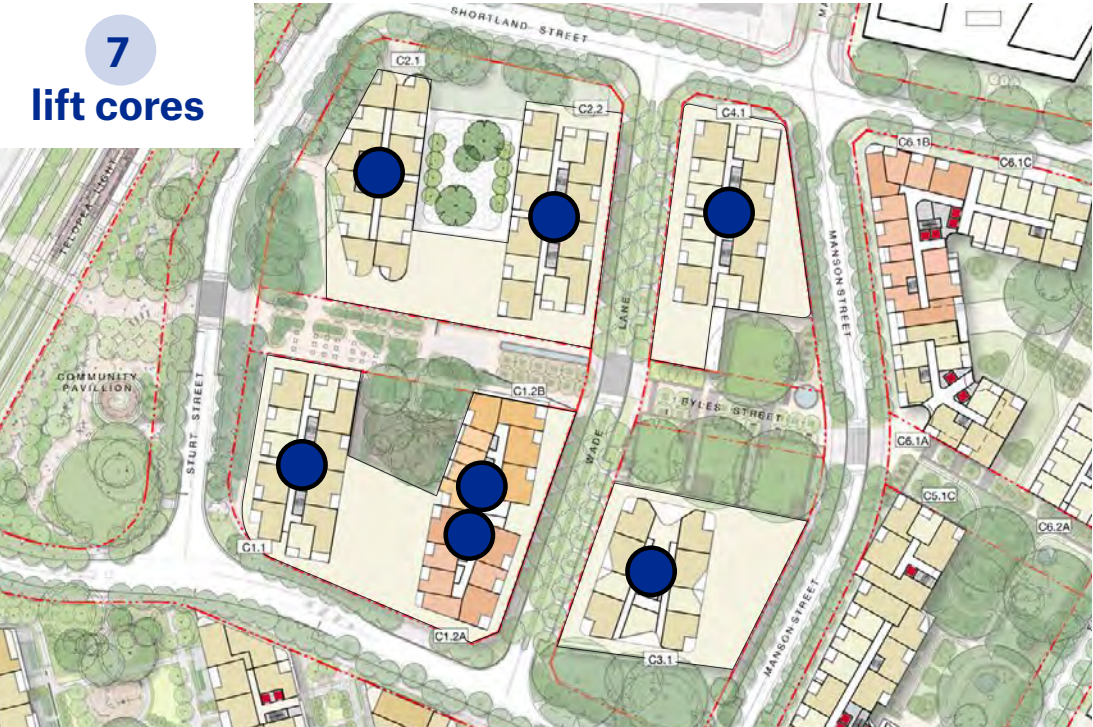 7
lift cores
SHORTLAND STREET
C2.1
C2.2
C4.1
C6.1B
C6.1C
TELOPEA LIGHT
MANSON STREET
LANE
COMMUNITY
PAVILLION
STURT STREET
C1.2B
BYLES STREET
WADE
C6.1A
C5.1C
C6.2A
C1.1
C1.2A
C3.1
MANSON STREET